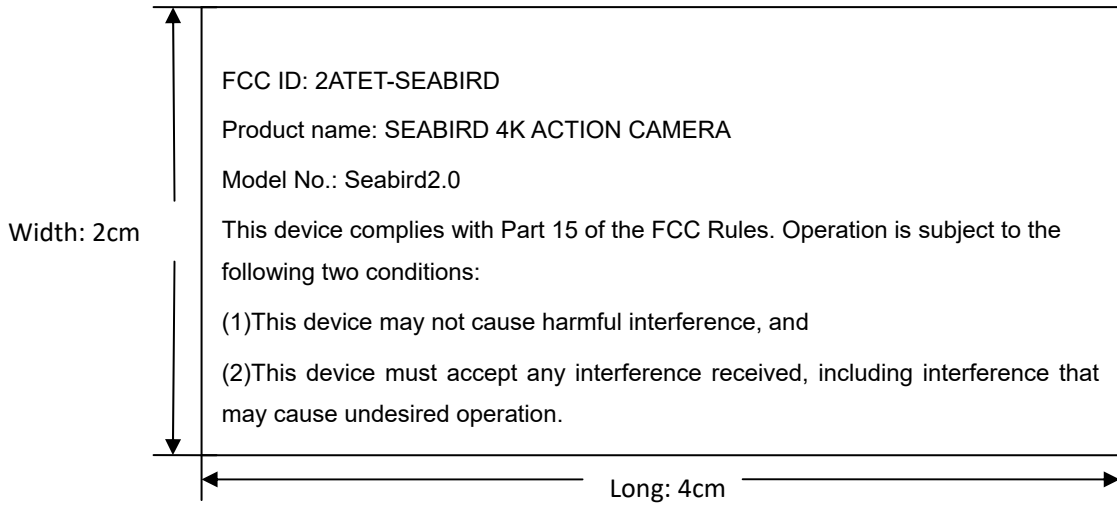 FCC ID: 2ATET-SEABIRD
Product name: SEABIRD 4K ACTION CAMERA
Model No.: Seabird2.0
Width: 2cm
This device complies with Part 15 of the FCC Rules. Operation is subject to the
following two conditions:
(1)This device may not cause harmful interference, and
(2)This device must accept any interference received, including interference that
may cause undesired operation.
Long: 4cm